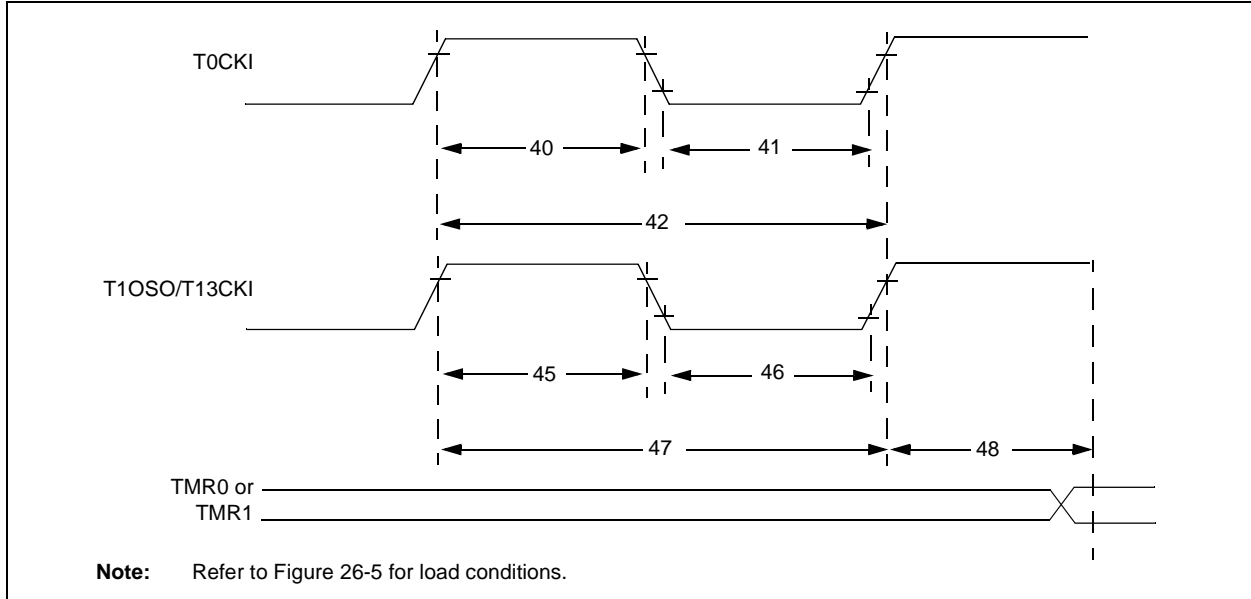 T0CKI
40
41
42
T1OSO/T13CKI
45
46
47
48
TMR0 or
TMR1
Note: Refer to Figure 26-5 for load conditions.